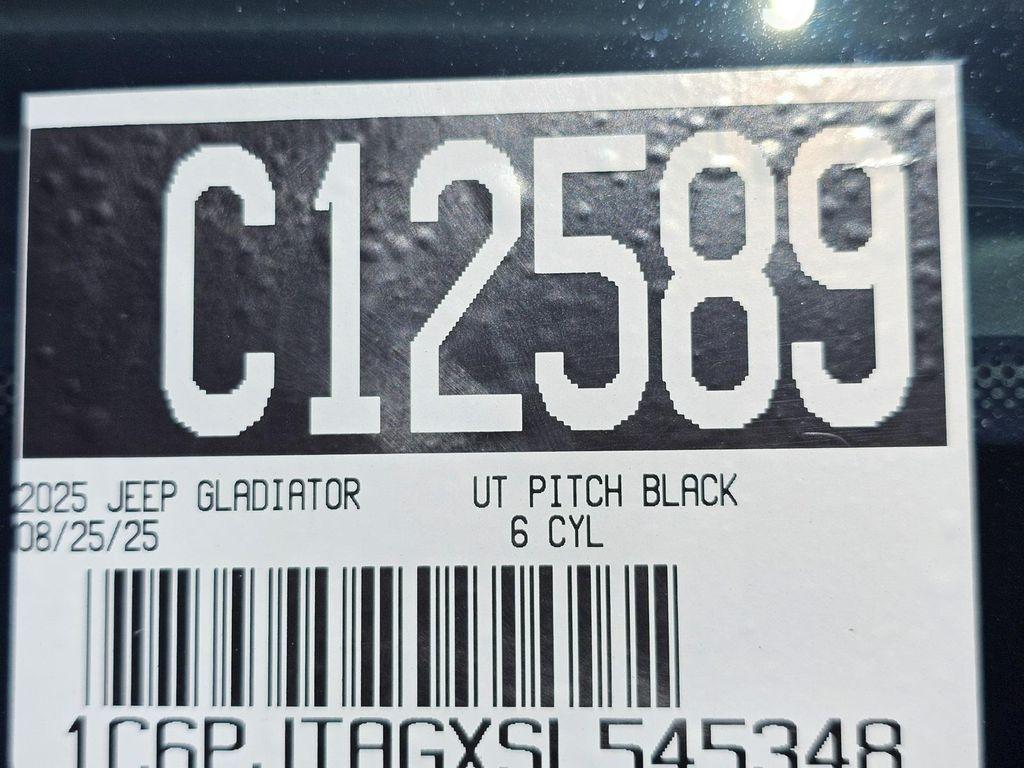 C12589
2025 JEEP GLADIATOR UT PITCH BLACK
08/25/25 6 CYL
1C6PJTAGXSL545348